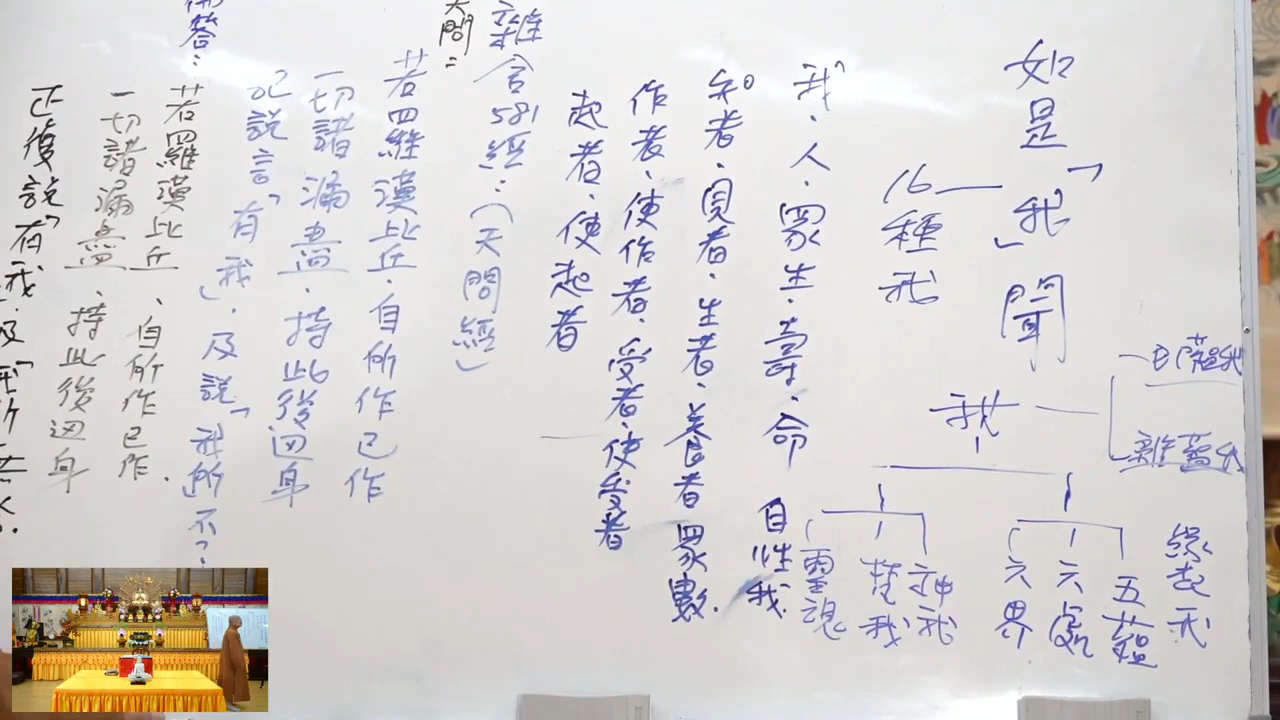 如是「我」聞
16種我
我
即蘊我
離蘊我
緣起我
五蘊
六處
六界
神我
梵我
靈魂
自性我
我、人、眾生、壽、命
知者、見者、生者、養者、眾數.
作者、使作者、受者、使受者
起者、使起者
雜含581經:(天問經)
天問:
若羅漢比丘、自所作已作
一切諸漏盡、持此後邊身
記說言「有我」、及說「我所」不?
佛答:
若羅漢比丘、自所作已作.
一切諸漏盡、持此後邊身
正復說「有我」及「我所」